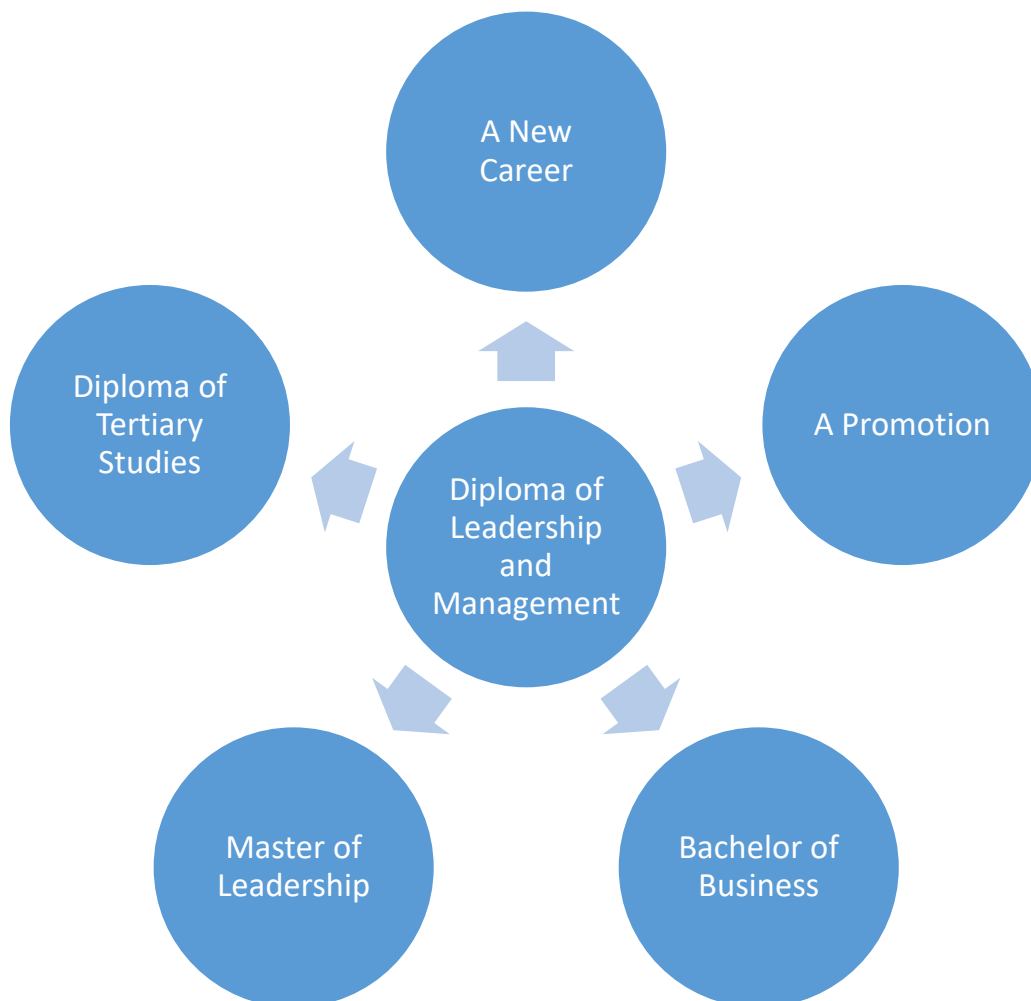 A New
Career
Diploma of
Tertiary
Studies
A Promotion
Diploma of
Leadership
and
Management
Master of
Leadership
Bachelor of
Business